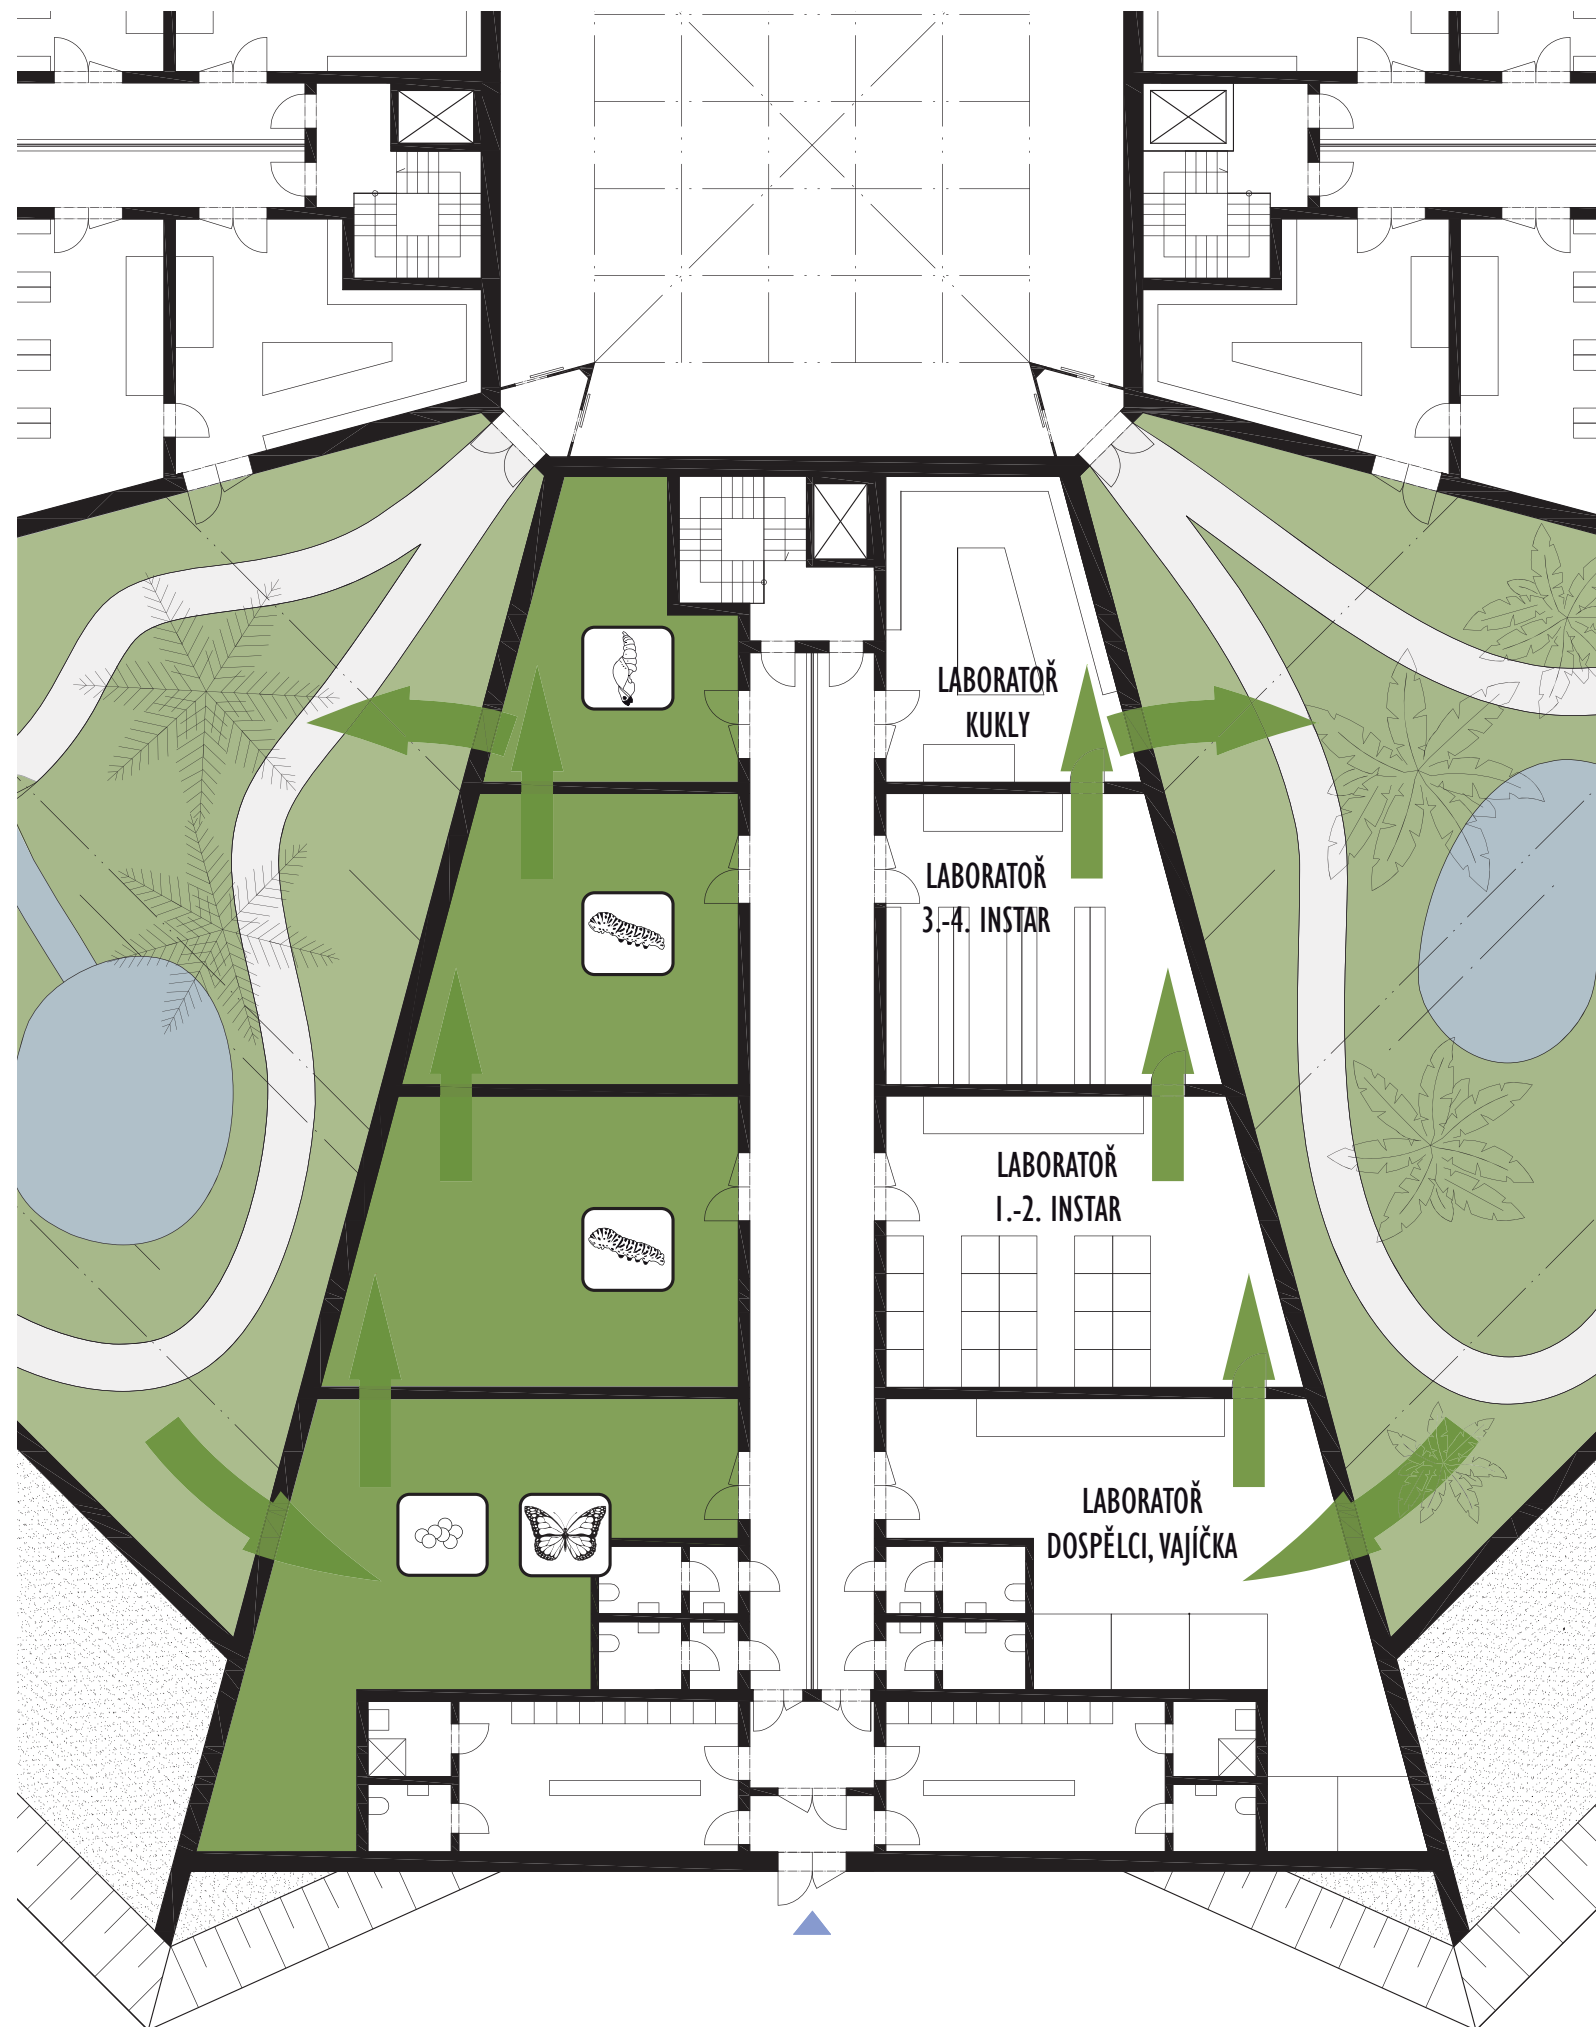 LABORATOŘ
KUKLY
LABORATOŘ
3.-4. INSTAR
LABORATOŘ
1.-2. INSTAR
LABORATOŘ
DOSPĚLCI, VAJÍČKA